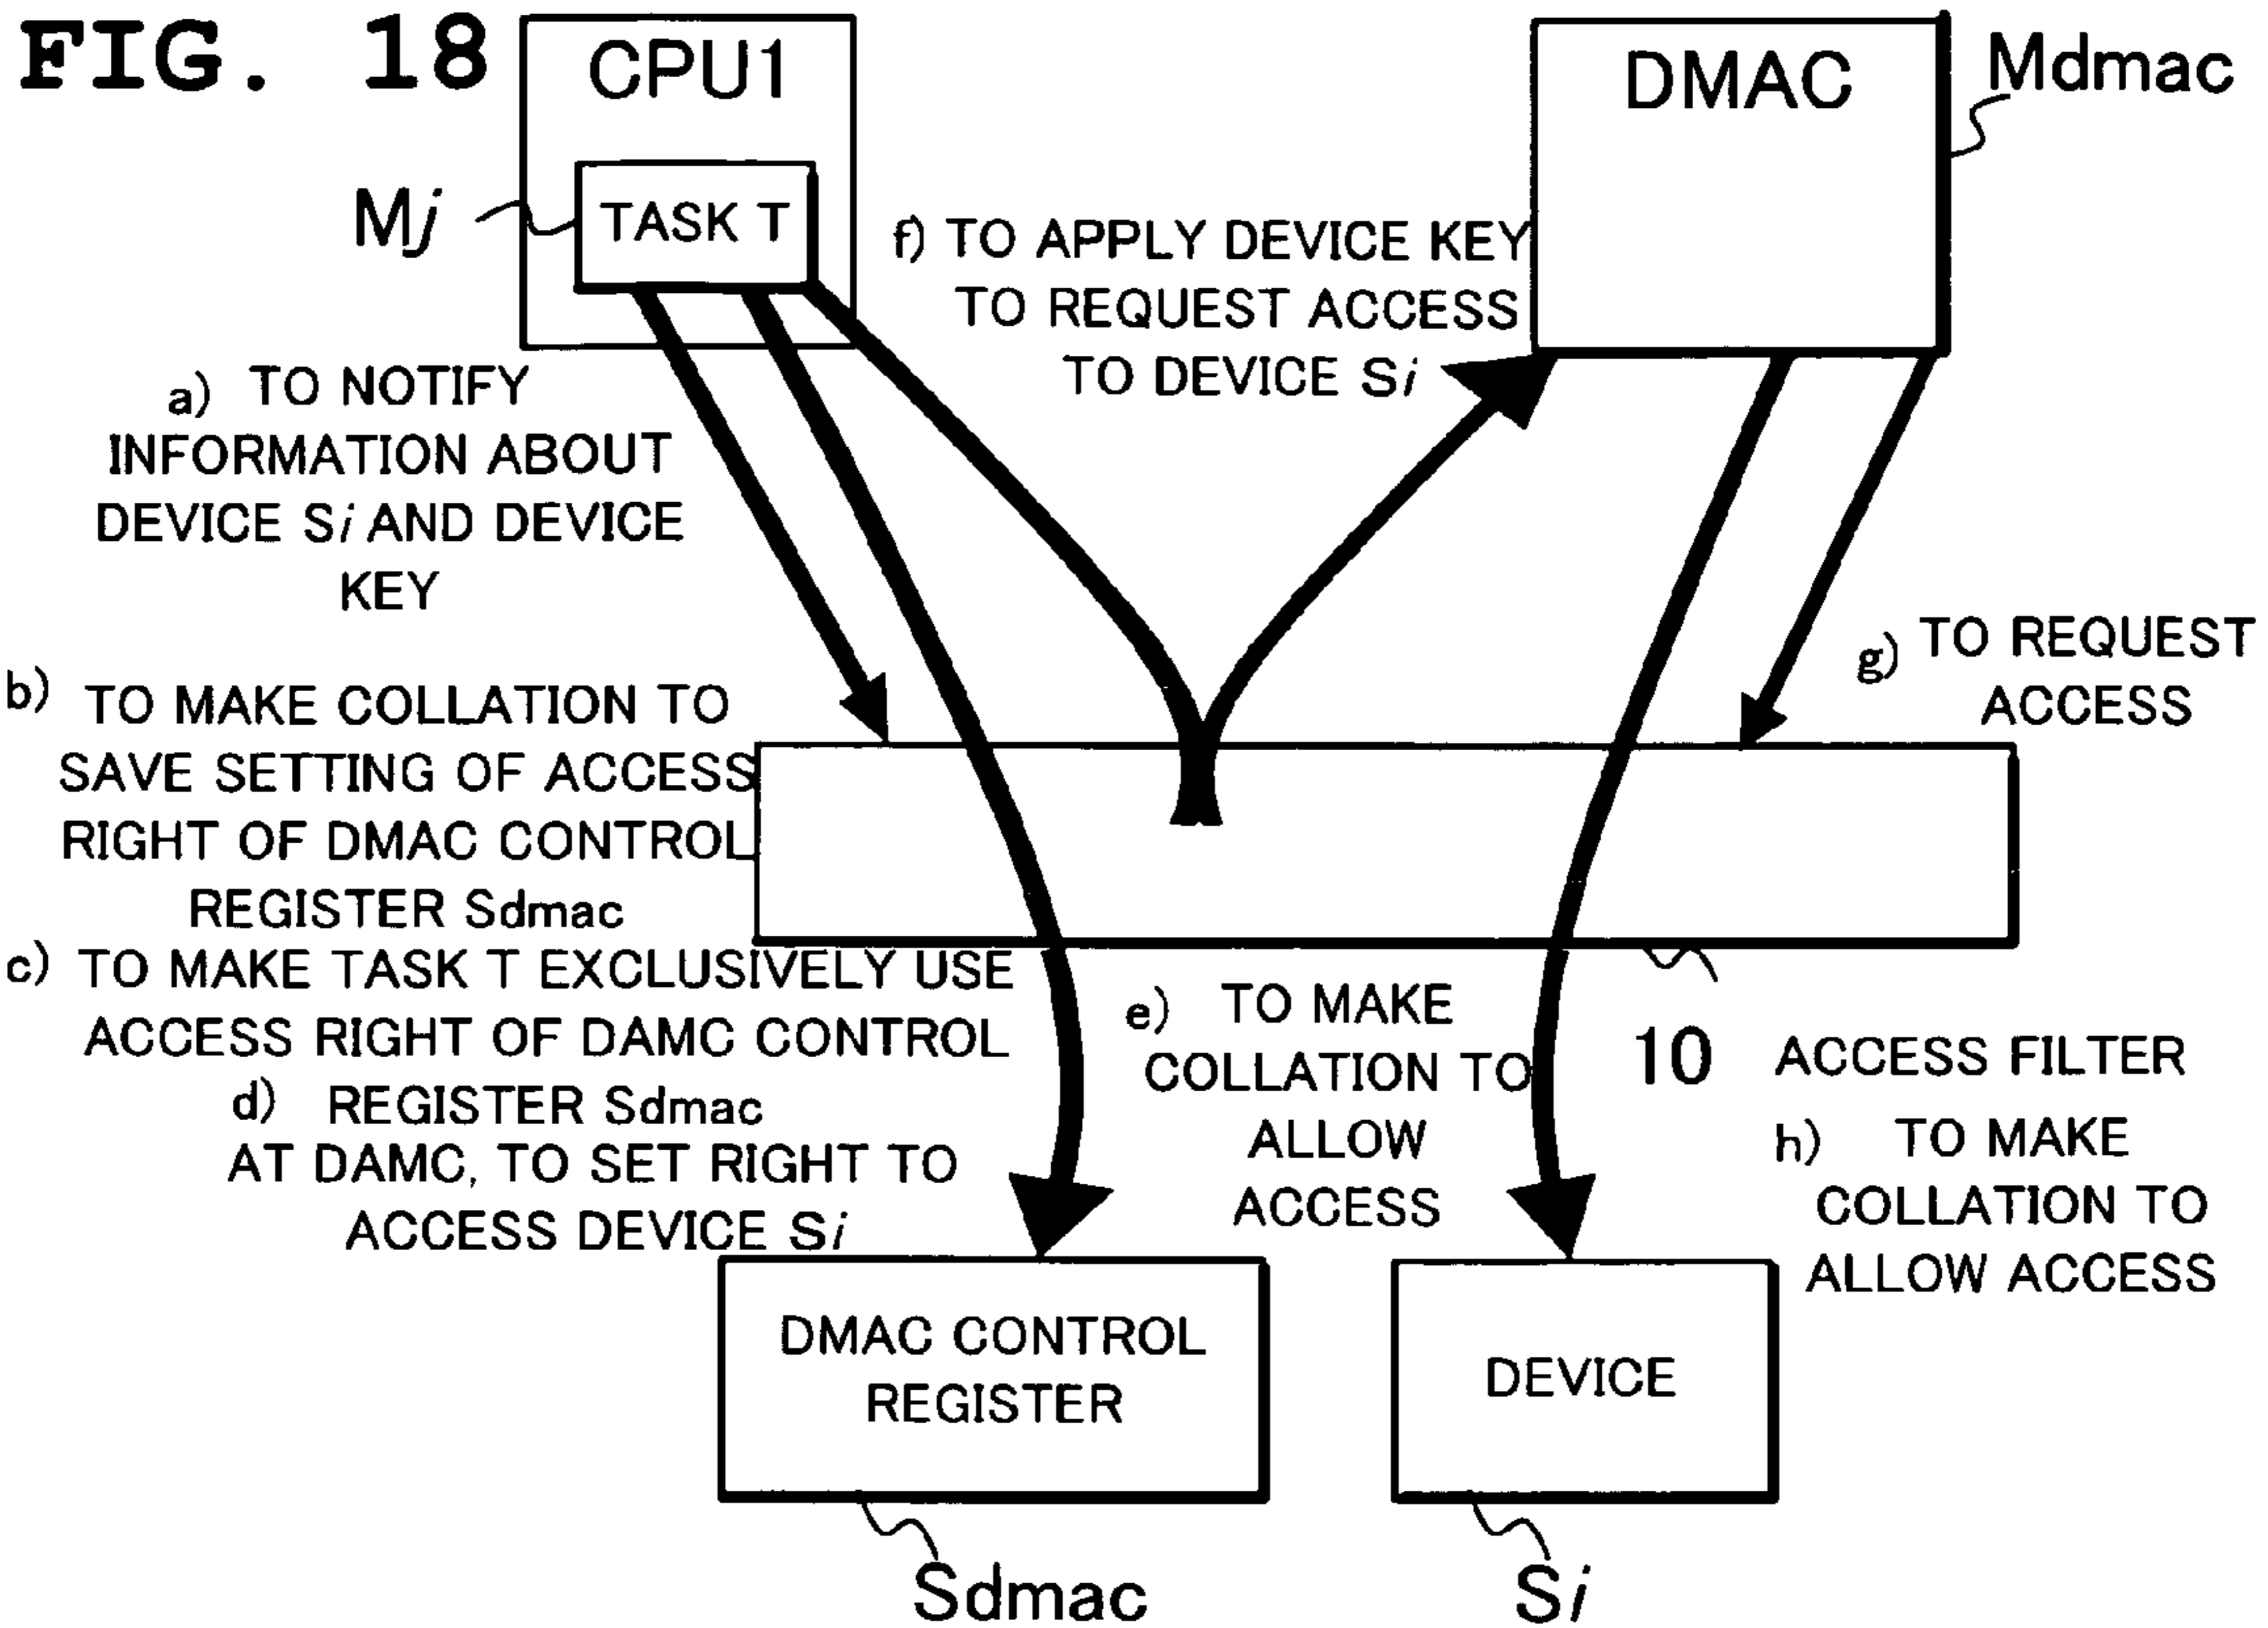 FIG. 18
CPU1
TASK T
Mj
DMAC
Mdmac
f) TO APPLY DEVICE KEY
TO REQUEST ACCESS
TO DEVICE Si
a) TO NOTIFY
INFORMATION ABOUT
DEVICE Si AND DEVICE
KEY
g) TO REQUEST
ACCESS
b) TO MAKE COLLATION TO
SAVE SETTING OF ACCESS
RIGHT OF DMAC CONTROL
REGISTER Sdmac
c) TO MAKE TASK T EXCLUSIVELY USE
ACCESS RIGHT OF DAMC CONTROL
d) REGISTER Sdmac
AT DAMC, TO SET RIGHT TO
ACCESS DEVICE Si
e) TO MAKE
COLLATION TO
ALLOW
ACCESS
10 ACCESS FILTER
h) TO MAKE
COLLATION TO
ALLOW ACCESS
DMAC CONTROL
REGISTER
DEVICE
Sdmac
Si